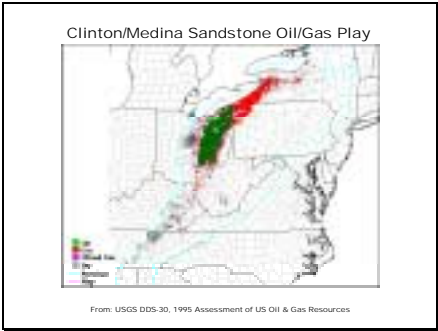 Clinton/Medina Sandstone Oil/Gas Play
From: USGS DDS-30, 1995 Assessment of US Oil & Gas Resources